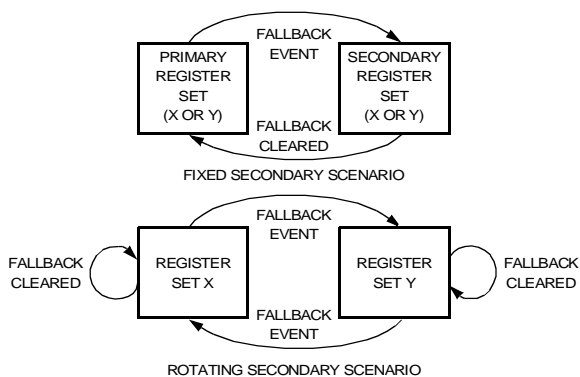 FALLBACK
EVENT
PRIMARY
REGISTER
SET
(X OR Y)
SECONDARY
REGISTER
SET
(X OR Y)
FALLBACK
CLEARED
FIXED SECONDARY SCENARIO
FALLBACK
EVENT
FALLBACK
CLEARED
REGISTER
SET X
REGISTER
SET Y
FALLBACK
CLEARED
FALLBACK
EVENT
ROTATING SECONDARY SCENARIO